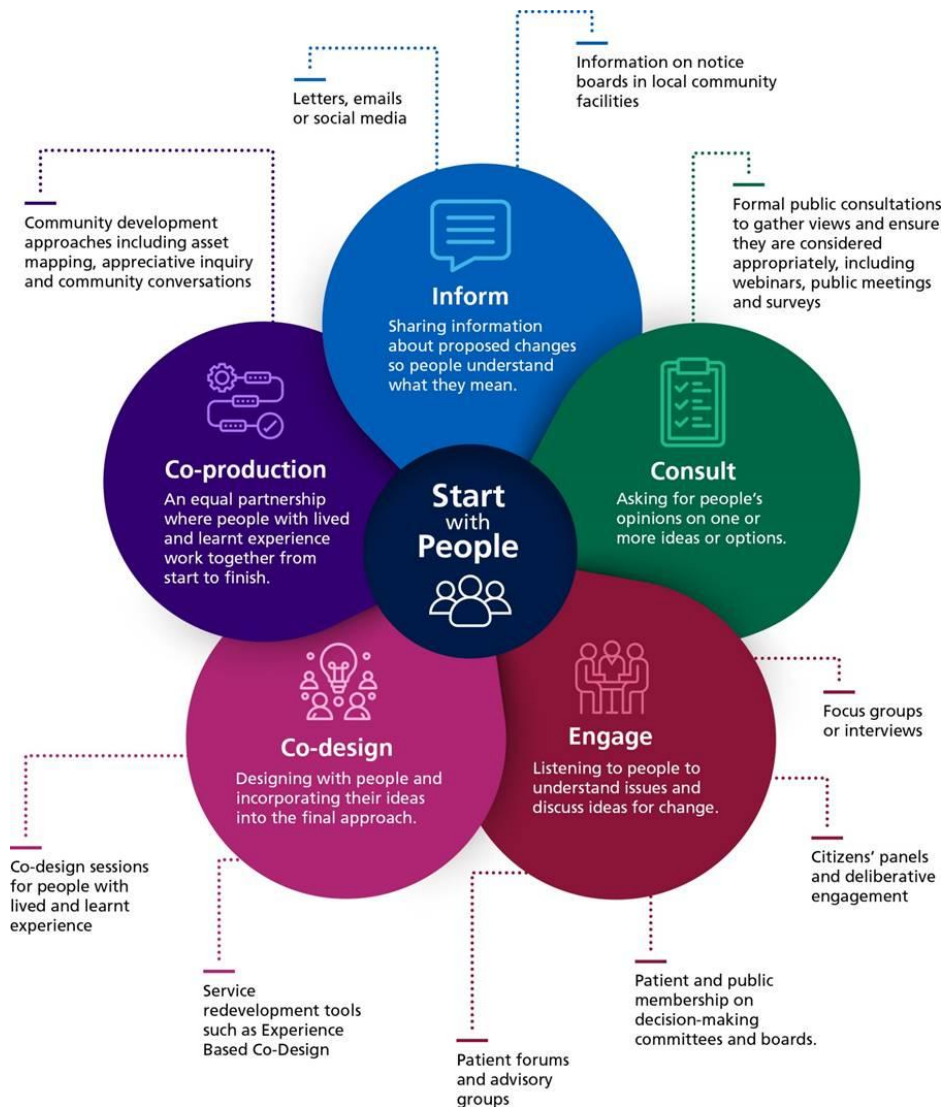 Letters, emails
or social media
Information on notice
boards in local community
facilities
Community development
approaches including asset
mapping, appreciative inquiry
and community conversations
Formal public consultations
to gather views and ensure
they are considered
appropriately, including
webinars, public meetings
and surveys
Inform
Sharing information
about proposed changes
so people understand
what they mean.
Co-production
An equal partnership
where people with lived
and learnt experience
work together from
start to finish.
Start
with
People
Consult
Asking for people’s
opinions on one or
more ideas or options.
Co-design
Designing with people and
incorporating their ideas
into the final approach.
Engage
Listening to people to
understand issues and
discuss ideas for change.
Focus groups
or interviews
Citizens’ panels
and deliberative
engagement
Co-design sessions
for people with
lived and learnt
experience
Service
redevelopment tools
such as Experience
Based Co-Design
Patient forums
and advisory
groups
Patient and public
membership on
decision-making
committees and boards.